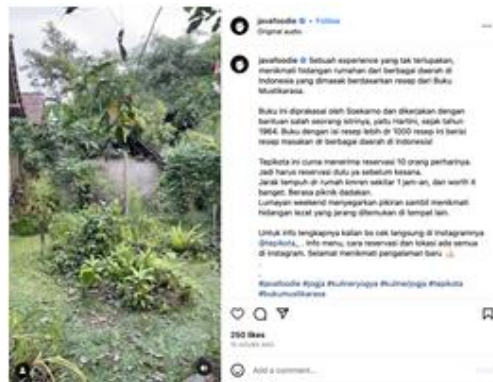 javafoodie • Follow
Original audio
javafoodie Sebuah experience yang tak terlupakan,
menikmati hidangan rumahan dari berbagai daerah di
Indonesia yang dimasak berdasarkan resep dari Buku
Mustikarasa.
Buku ini diprakasai oleh Soekarno dan dikerjakan dengan
bantuan salah seorang istrinya, yaitu Hartini, sejak tahun
1964. Buku dengan isi resep lebih dr 1000 resep ini berisi
resep masakan dr berbagai daerah di Indonesia!
Tepikota ini cuma menerima reservasi 10 orang perharinya.
Jadi harus reservasi dulu ya sebelum kesana.
Jarak tempuh dr rumah kmren sekitar 1 jam-an, dan worth it
banget. Berasa piknik dadakan.
Lumayan weekend menyegarkan pikiran sambil menikmati
hidangan lezat yang jarang ditemukan di tempat lain.
Untuk info lengkapnya kalian bs cek langsung di Instagramnya
@tepikota_. Info menu, cara reservasi dan lokasi ada semua
di instagram. Selamat menikmati pengalaman baru 👍
.
.
#javafoodie #jogja #kulineryogya #kulinerjogja #tepikota
#bukumustikarasa
250 likes
Add a comment...